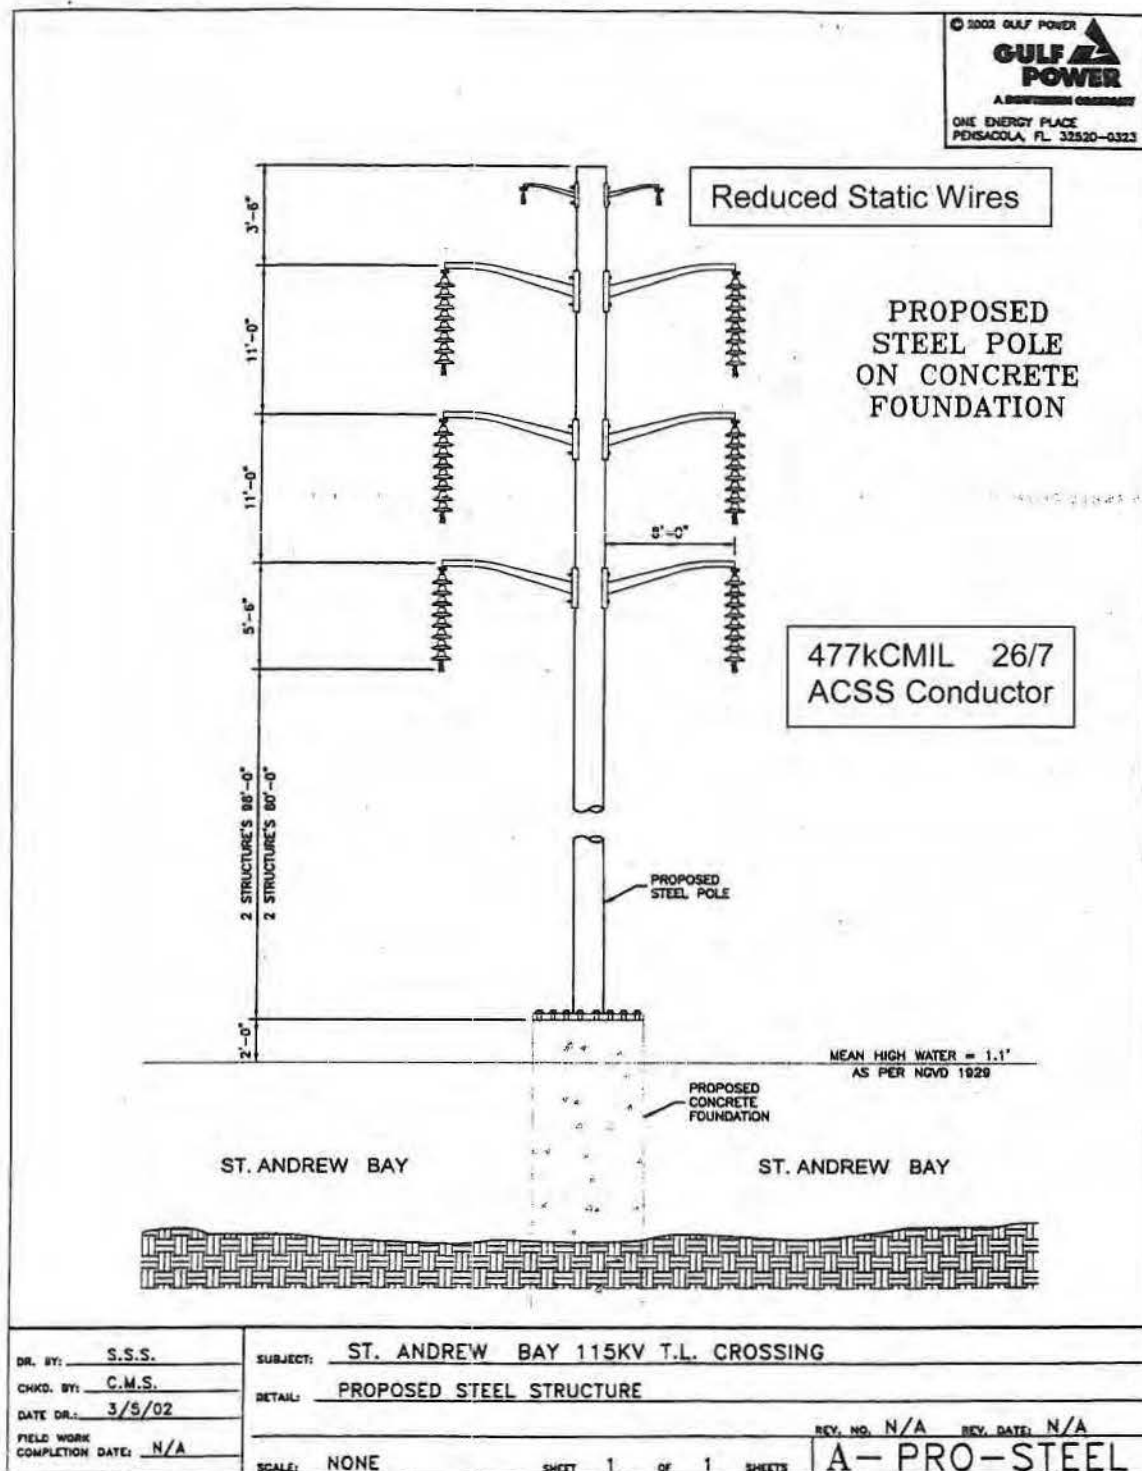 © 2002 GULF POWER
GULF
POWER
A SOUTHERN COMPANY
ONE ENERGY PLACE
PENSACOLA, FL. 32520-0323
Reduced Static Wires
PROPOSED
STEEL POLE
ON CONCRETE
FOUNDATION
3'-6"
11'-0"
11'-0"
8'-0"
5'-6"
477kCMIL 26/7
ACSS Conductor
2 STRUCTURE'S 98'-0"
2 STRUCTURE'S 80'-0"
PROPOSED
STEEL POLE
2'-0"
MEAN HIGH WATER = 1.1'
AS PER NGVD 1929
PROPOSED
CONCRETE
FOUNDATION
ST. ANDREW BAY
ST. ANDREW BAY
DR. BY: S.S.S.
CHKD. BY: C.M.S.
DATE DR.: 3/5/02
FIELD WORK
COMPLETION DATE: N/A
SUBJECT: ST. ANDREW BAY 115KV T.L. CROSSING
DETAIL: PROPOSED STEEL STRUCTURE
REV. NO. N/A REV. DATE: N/A
SCALE: NONE SHEET 1 OF 1 SHEETS
A- PRO-STEEL